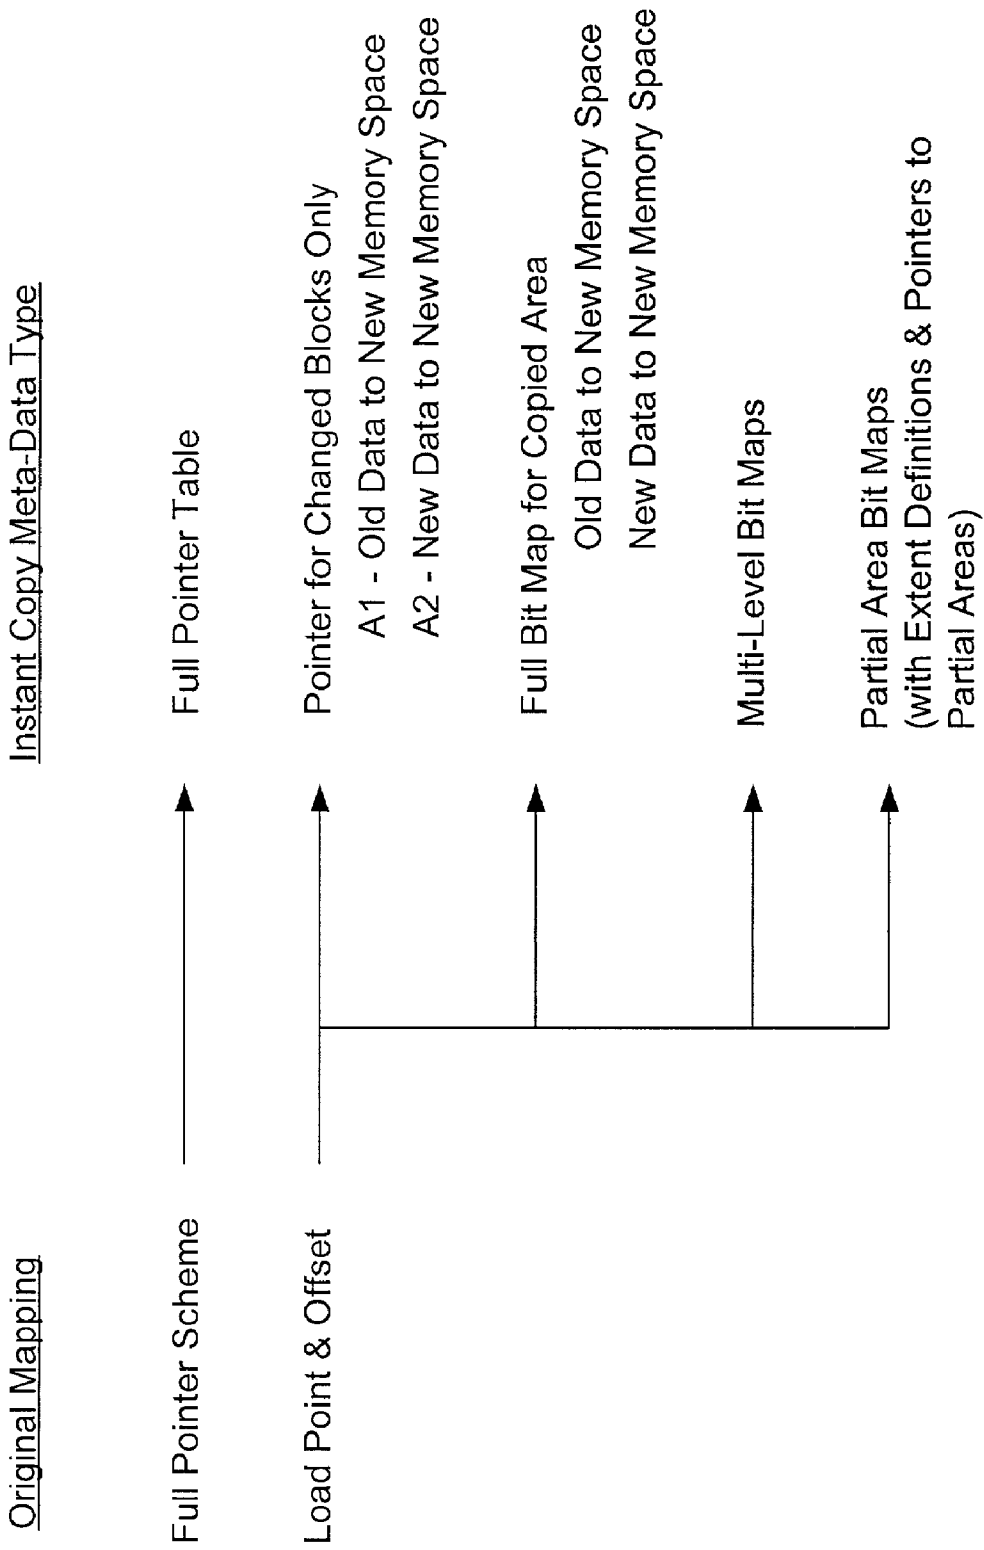 Original Mapping
Instant Copy Meta-Data Type
Full Pointer Scheme
Full Pointer Table
Load Point & Offset
Pointer for Changed Blocks Only
A1 - Old Data to New Memory Space
A2 - New Data to New Memory Space
Full Bit Map for Copied Area
Old Data to New Memory Space
New Data to New Memory Space
Multi-Level Bit Maps
Partial Area Bit Maps
(with Extent Definitions & Pointers to
Partial Areas)